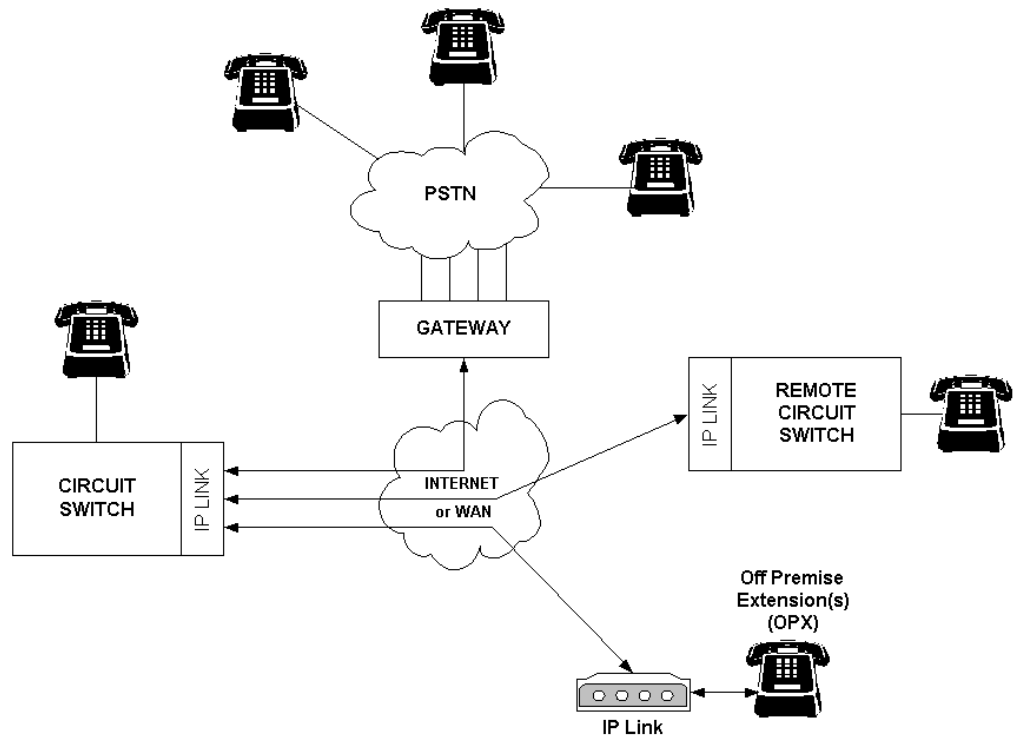 PSTN
GATEWAY
IP LINK
REMOTE
CIRCUIT
SWITCH
CIRCUIT
SWITCH
IP LINK
INTERNET
or WAN
Off Premise
Extension(s)
(OPX)
IP Link